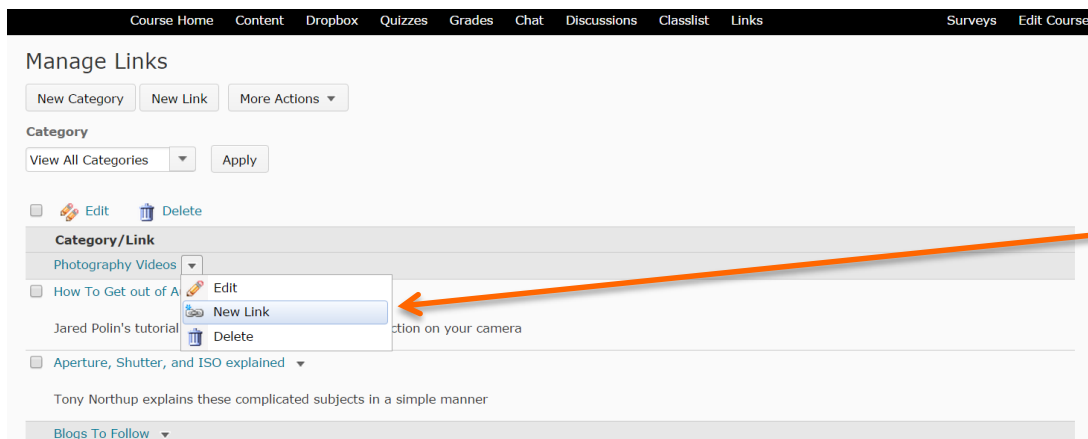 Course Home Content Dropbox Quizzes Grades Chat Discussions Classlist Links Surveys Edit Course
Manage Links
New Category New Link More Actions
Category
View All Categories Apply
Edit Delete
Category/Link
Photography Videos
Edit
How To Get out of A
New Link
Jared Polin's tutorial ction on your camera
Delete
Aperture, Shutter, and ISO explained
Tony Northup explains these complicated subjects in a simple manner
Blogs To Follow